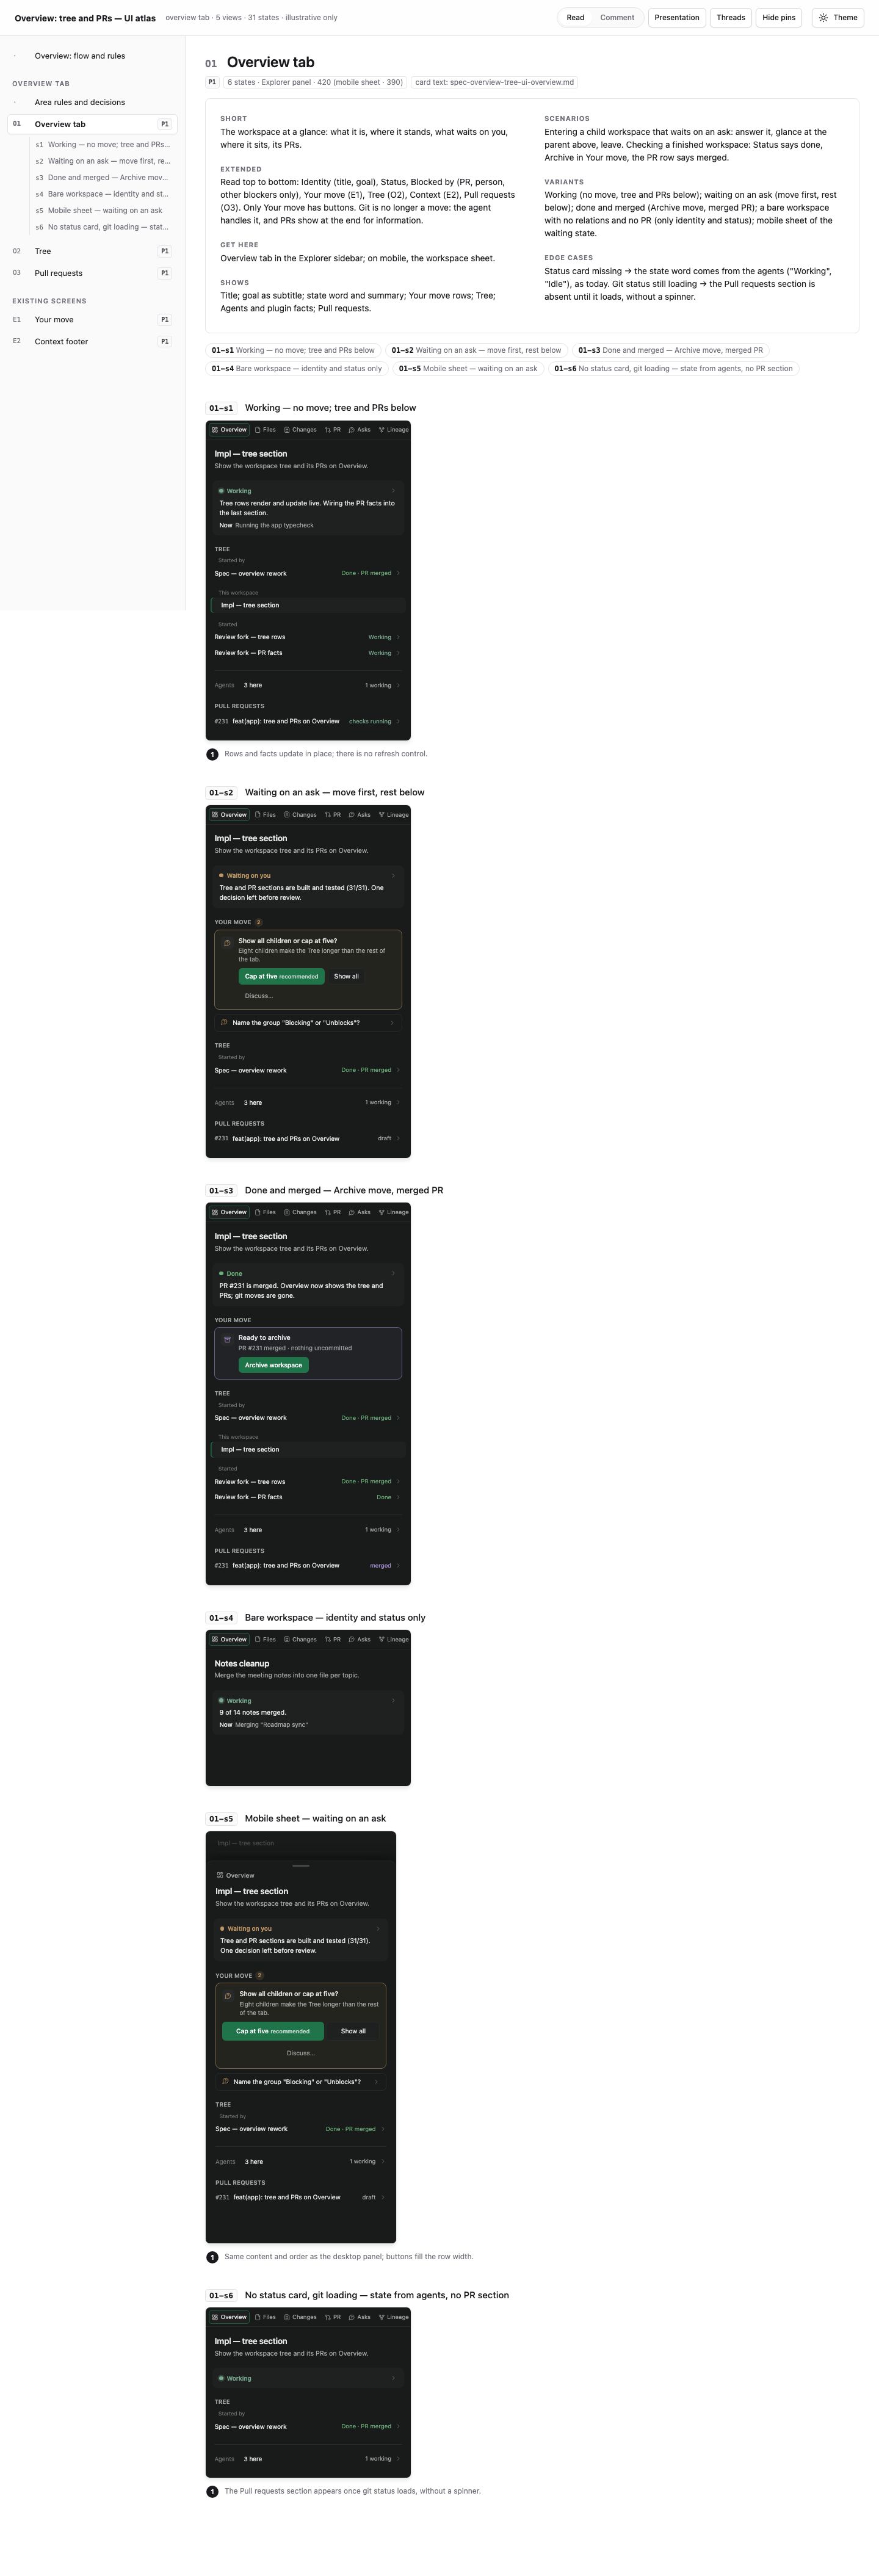 Overview: tree and PRs — UI atlas
overview tab · 5 views · 31 states · illustrative only
Read
Comment
Presentation
Threads
Hide pins
Theme
Overview: flow and rules
OVERVIEW TAB
Area rules and decisions
01 Overview tab P1
s1 Working — no move; tree and PRs...
s2 Waiting on an ask — move first, re...
s3 Done and merged — Archive mov...
s4 Bare workspace — identity and st...
s5 Mobile sheet — waiting on an ask
s6 No status card, git loading — stat...
02 Tree P1
03 Pull requests P1
EXISTING SCREENS
E1 Your move P1
E2 Context footer P1
01 Overview tab
P1 6 states · Explorer panel · 420 (mobile sheet · 390) card text: spec-overview-tree-ui-overview.md
SHORT
The workspace at a glance: what it is, where it stands, what waits on you,
where it sits, its PRs.
EXTENDED
Read top to bottom: Identity (title, goal), Status, Blocked by (PR, person,
other blockers only), Your move (E1), Tree (O2), Context (E2), Pull requests
(O3). Only Your move has buttons. Git is no longer a move: the agent
handles it, and PRs show at the end for information.
GET HERE
Overview tab in the Explorer sidebar; on mobile, the workspace sheet.
SHOWS
Title; goal as subtitle; state word and summary; Your move rows; Tree;
Agents and plugin facts; Pull requests.
SCENARIOS
Entering a child workspace that waits on an ask: answer it, glance at the
parent above, leave. Checking a finished workspace: Status says done,
Archive in Your move, the PR row says merged.
VARIANTS
Working (no move, tree and PRs below); waiting on an ask (move first, rest
below); done and merged (Archive move, merged PR); a bare workspace
with no relations and no PR (only identity and status); mobile sheet of the
waiting state.
EDGE CASES
Status card missing → the state word comes from the agents ("Working",
"Idle"), as today. Git status still loading → the Pull requests section is
absent until it loads, without a spinner.
01–s1 Working — no move; tree and PRs below
01–s2 Waiting on an ask — move first, rest below
01–s3 Done and merged — Archive move, merged PR
01–s4 Bare workspace — identity and status only
01–s5 Mobile sheet — waiting on an ask
01–s6 No status card, git loading — state from agents, no PR section
01–s1 Working — no move; tree and PRs below
Overview Files Changes PR Asks Lineage
Impl — tree section
Show the workspace tree and its PRs on Overview.
Working
Tree rows render and update live. Wiring the PR facts into
the last section.
Now Running the app typecheck
TREE
Started by
Spec — overview rework Done · PR merged
This workspace
Impl — tree section
Started
Review fork — tree rows Working
Review fork — PR facts Working
Agents 3 here 1 working
PULL REQUESTS
#231 feat(app): tree and PRs on Overview checks running
1 Rows and facts update in place; there is no refresh control.
01–s2 Waiting on an ask — move first, rest below
Overview Files Changes PR Asks Lineage
Impl — tree section
Show the workspace tree and its PRs on Overview.
Waiting on you
Tree and PR sections are built and tested (31/31). One
decision left before review.
YOUR MOVE 2
Show all children or cap at five?
Eight children make the Tree longer than the rest of
the tab.
Cap at five recommended Show all
Discuss...
Name the group "Blocking" or "Unblocks"?
TREE
Started by
Spec — overview rework Done · PR merged
Agents 3 here 1 working
PULL REQUESTS
#231 feat(app): tree and PRs on Overview draft
01–s3 Done and merged — Archive move, merged PR
Overview Files Changes PR Asks Lineage
Impl — tree section
Show the workspace tree and its PRs on Overview.
Done
PR #231 is merged. Overview now shows the tree and
PRs; git moves are gone.
YOUR MOVE
Ready to archive
PR #231 merged · nothing uncommitted
Archive workspace
TREE
Started by
Spec — overview rework Done · PR merged
This workspace
Impl — tree section
Started
Review fork — tree rows Done · PR merged
Review fork — PR facts Done
Agents 3 here 1 working
PULL REQUESTS
#231 feat(app): tree and PRs on Overview merged
01–s4 Bare workspace — identity and status only
Overview Files Changes PR Asks Lineage
Notes cleanup
Merge the meeting notes into one file per topic.
Working
9 of 14 notes merged.
Now Merging "Roadmap sync"
01–s5 Mobile sheet — waiting on an ask
Impl — tree section
Overview
Impl — tree section
Show the workspace tree and its PRs on Overview.
Waiting on you
Tree and PR sections are built and tested (31/31).
One decision left before review.
YOUR MOVE 2
Show all children or cap at five?
Eight children make the Tree longer than the rest
of the tab.
Cap at five recommended Show all
Discuss...
Name the group "Blocking" or "Unblocks"?
TREE
Started by
Spec — overview rework Done · PR merged
Agents 3 here 1 working
PULL REQUESTS
#231 feat(app): tree and PRs on Overview draft
1 Same content and order as the desktop panel; buttons fill the row width.
01–s6 No status card, git loading — state from agents, no PR section
Overview Files Changes PR Asks Lineage
Impl — tree section
Show the workspace tree and its PRs on Overview.
Working
TREE
Started by
Spec — overview rework Done · PR merged
Agents 3 here 1 working
1 The Pull requests section appears once git status loads, without a spinner.